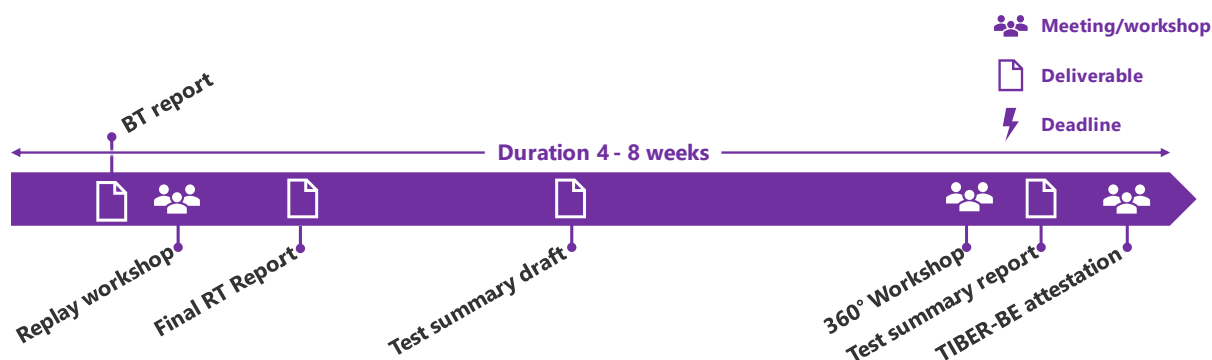 Meeting/workshop
Deliverable
Deadline
BT report
Duration 4 - 8 weeks
Replay workshop
Final RT Report
Test summary draft
360° Workshop
Test summary report
TIBER-BE attestation